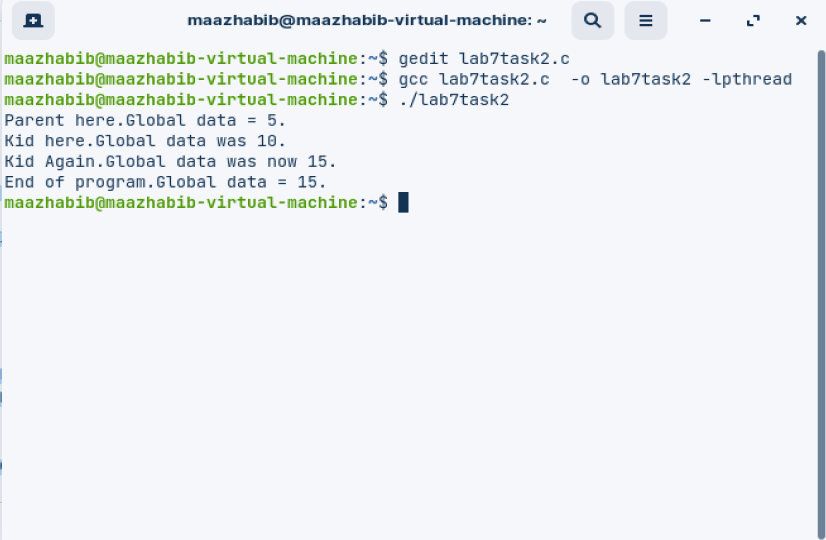 maazhabib@maazhabib-virtual-machine: ~
maazhabib@maazhabib-virtual-machine:~$ gedit lab7task2.c
maazhabib@maazhabib-virtual-machine:~$ gcc lab7task2.c  -o lab7task2 -lpthread
maazhabib@maazhabib-virtual-machine:~$ ./lab7task2
Parent here.Global data = 5.
Kid here.Global data was 10.
Kid Again.Global data was now 15.
End of program.Global data = 15.
maazhabib@maazhabib-virtual-machine:~$